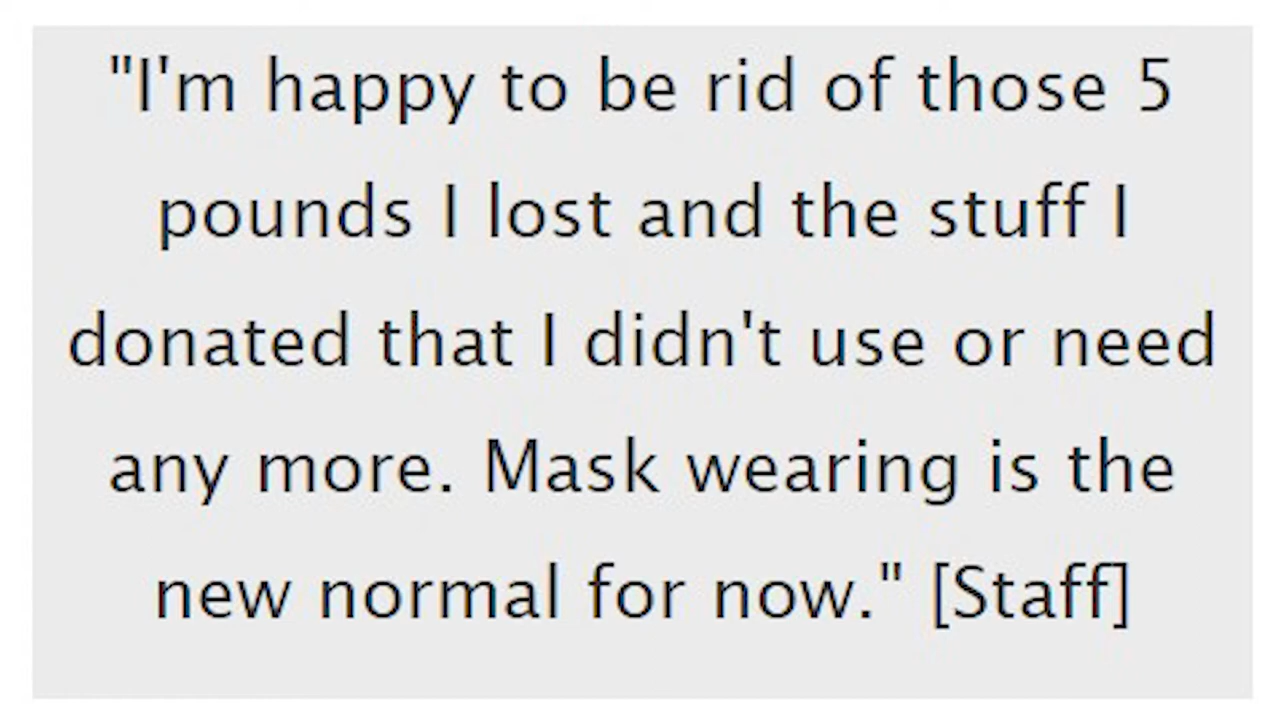 "I'm happy to be rid of those 5
pounds I lost and the stuff I
donated that I didn't use or need
any more. Mask wearing is the
new normal for now." [Staff]